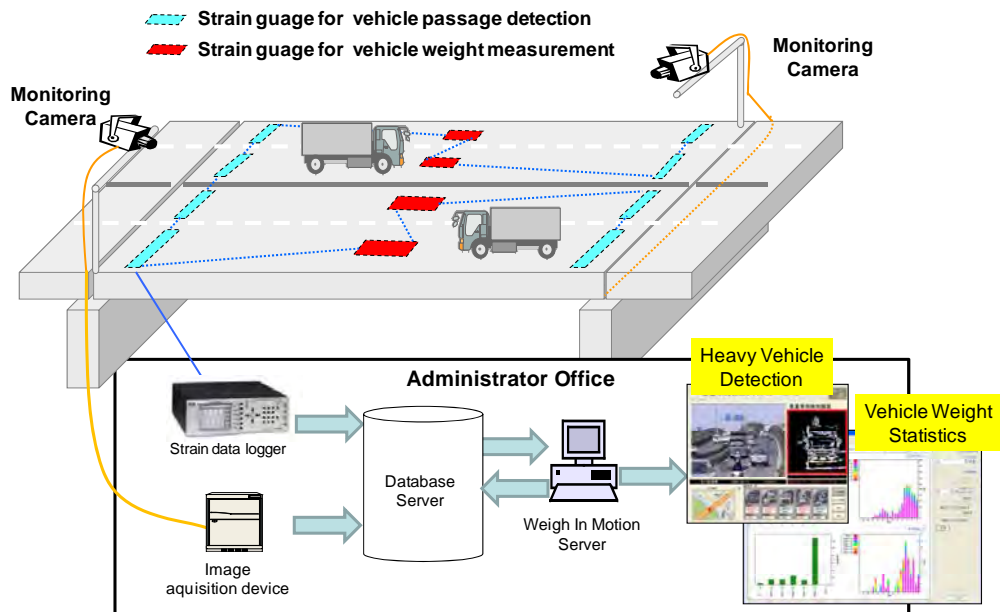 Strain guage for vehicle passage detection
Strain guage for vehicle weight measurement
Monitoring
Camera
Monitoring
Camera
Administrator Office
Heavy Vehicle
Detection
Vehicle Weight
Statistics
Strain data logger
Database
Server
Weigh In Motion
Server
Image
aquisition device